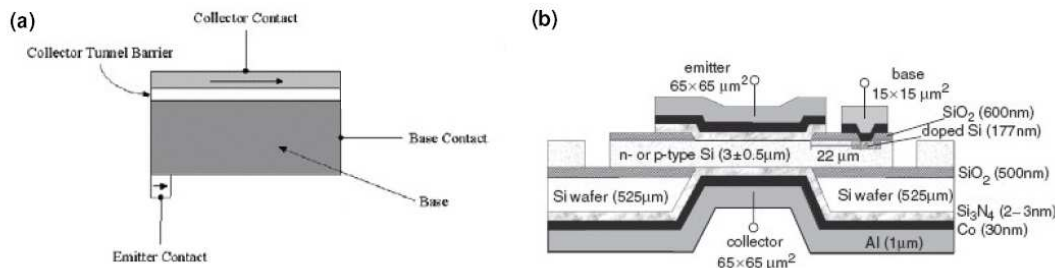 (a)
Collector Contact
Collector Tunnel Barrier
Base Contact
Base
Emitter Contact
(b)
emitter
65×65 μm²
base
15×15 μm²
SiO₂ (600nm)
doped Si (177nm)
n- or p-type Si (3±0.5μm)
22 μm
SiO₂ (500nm)
Si wafer (525μm)
Si wafer (525μm)
Si₃N₄ (2–3nm)
Co (30nm)
Al (1μm)
collector
65×65 μm²